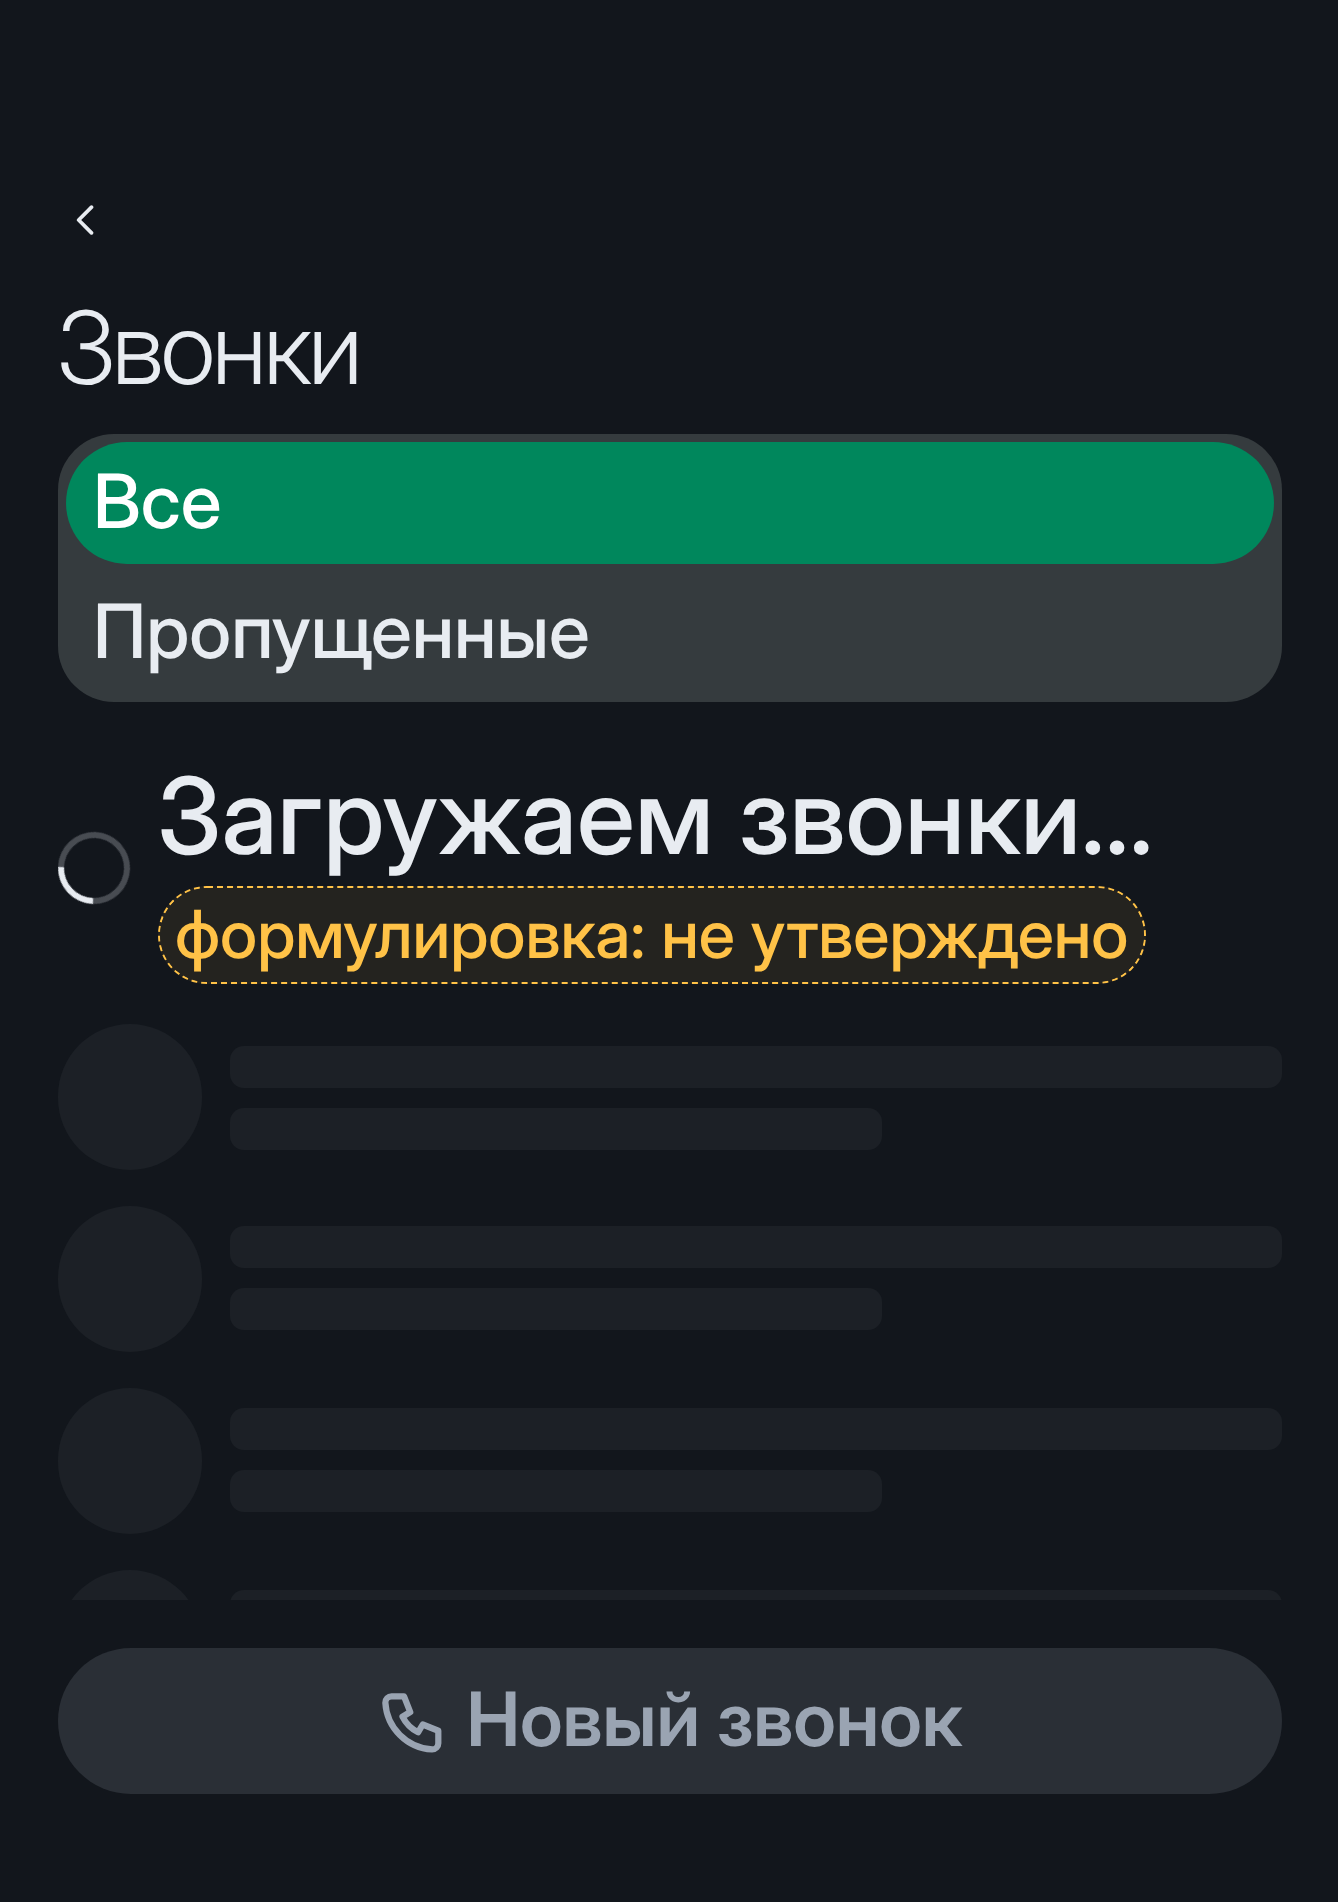 Звонки
Все
Пропущенные
Загружаем звонки...
формулировка: не утверждено
Новый звонок